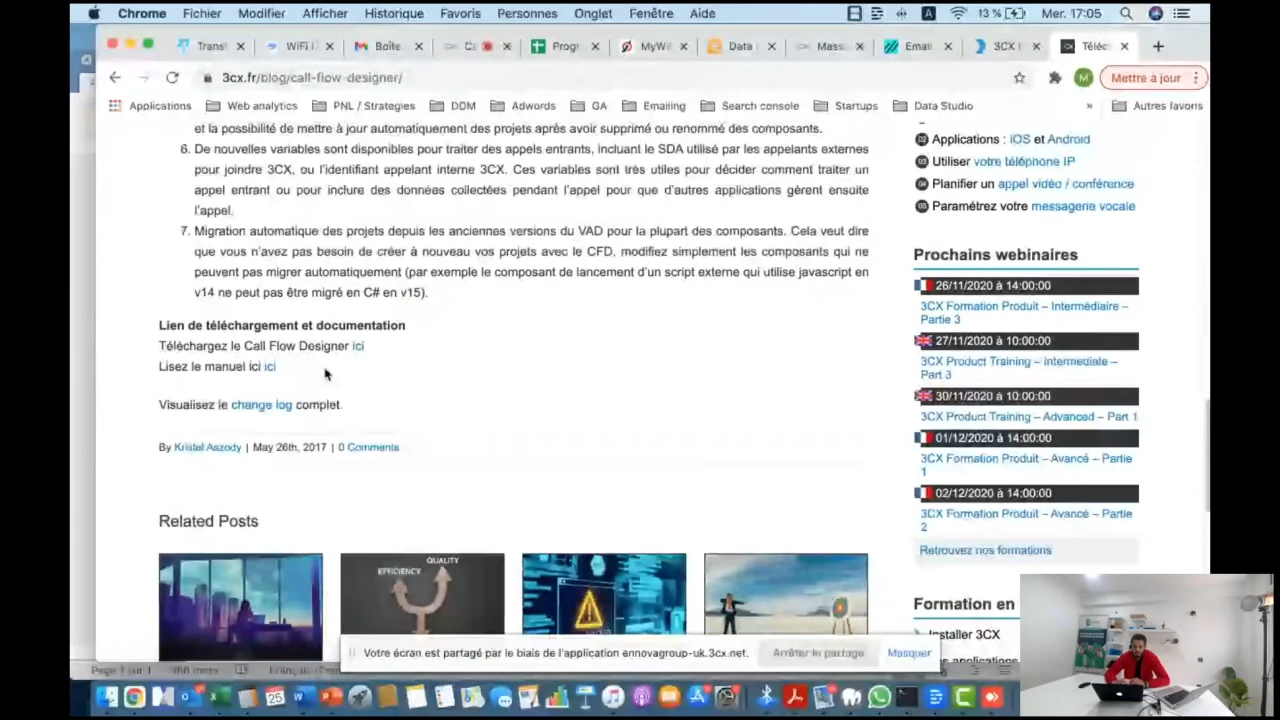 Chrome Fichier Modifier Afficher Historique Favoris Personnes Onglet Fenêtre Aide 13 % Mer. 17:05
Boîte
MyWi
Data
Mass
Email
3CX
Téléc
3cx.fr/blog/call-flow-designer/
Mettre à jour
Applications Web analytics PNL / Strategies DDM Adwords GA Emailing Search console Startups Data Studio » Autres favoris
et la possibilité de mettre à jour automatiquement des projets après avoir supprimé ou renommé des composants.
6. De nouvelles variables sont disponibles pour traiter des appels entrants, incluant le SDA utilisé par les appelants externes
pour joindre 3CX, ou l'identifiant appelant interne 3CX. Ces variables sont très utiles pour décider comment traiter un
appel entrant ou pour inclure des données collectées pendant l'appel pour que d'autres applications gèrent ensuite
l'appel.
7. Migration automatique des projets depuis les anciennes versions du VAD pour la plupart des composants. Cela veut dire
que vous n'avez pas besoin de créer à nouveau vos projets avec le CFD, modifiez simplement les composants qui ne
peuvent pas migrer automatiquement (par exemple le composant de lancement d'un script externe qui utilise javascript en
v14 ne peut pas être migré en C# en v15).
Lien de téléchargement et documentation
Téléchargez le Call Flow Designer ici
Lisez le manuel ici ici
Visualisez le change log complet.
By Kristel Aszody | May 26th, 2017 | 0 Comments
Related Posts
EFFICIENCY
QUALITY
02 Applications : iOS et Android
03 Utiliser votre téléphone IP
04 Planifier un appel vidéo / conférence
05 Paramétrez votre messagerie vocale
Prochains webinaires
26/11/2020 à 14:00:00
3CX Formation Produit – Intermédiaire –
Partie 3
27/11/2020 à 10:00:00
3CX Product Training – Intermediate –
Part 3
30/11/2020 à 10:00:00
3CX Product Training – Advanced – Part 1
01/12/2020 à 14:00:00
3CX Formation Produit – Avancé – Partie
1
02/12/2020 à 14:00:00
3CX Formation Produit – Avancé – Partie
2
Retrouvez nos formations
Formation en
Installer 3CX
Votre écran est partagé par le biais de l'application ennovagroup-uk.3cx.net. Arrêter le partage Masquer